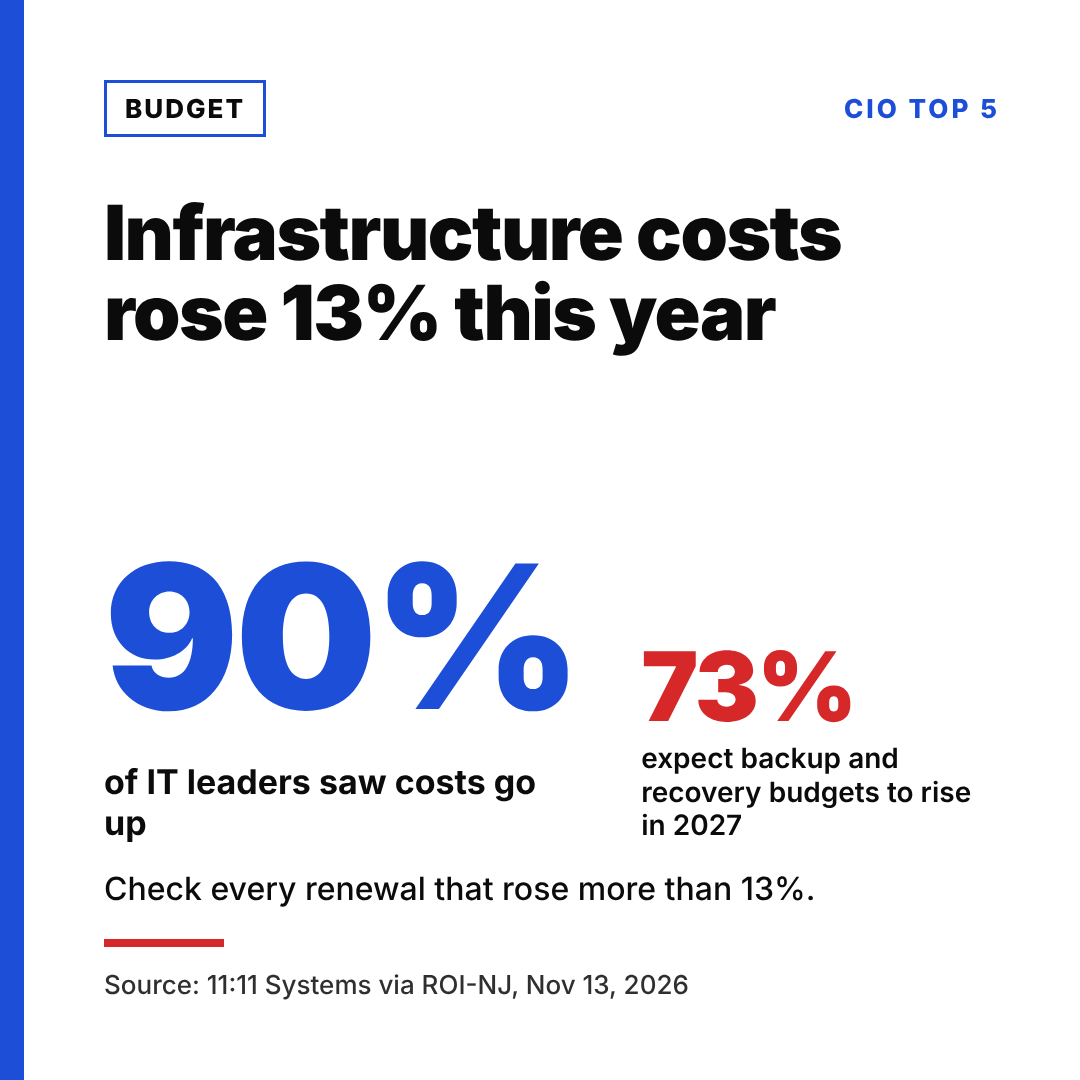 BUDGET
CIO TOP 5
Infrastructure costs
rose 13% this year
90%
of IT leaders saw costs go
up
73%
expect backup and
recovery budgets to rise
in 2027
Check every renewal that rose more than 13%.
Source: 11:11 Systems via ROI-NJ, Nov 13, 2026